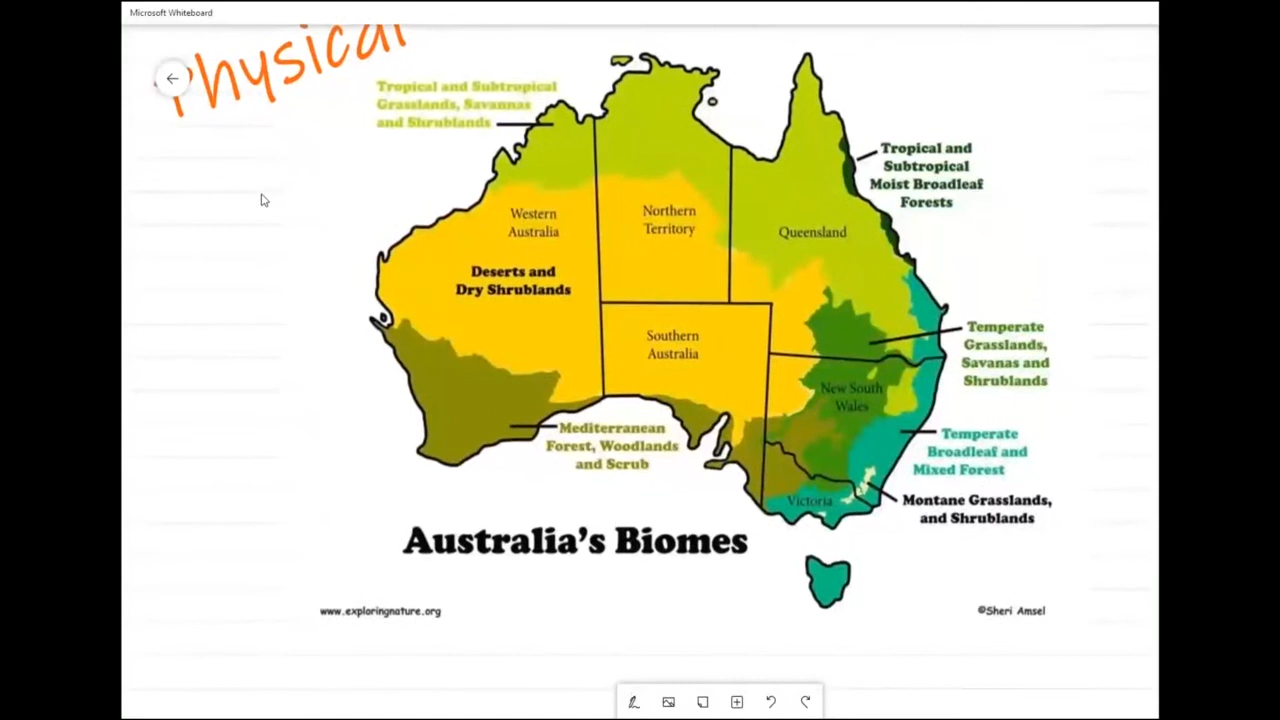 Microsoft Whiteboard
Physical
Tropical and Subtropical
Grasslands, Savannas
and Shrublands
Tropical and
Subtropical
Moist Broadleaf
Forests
Western
Australia
Northern
Territory
Queensland
Deserts and
Dry Shrublands
Southern
Australia
Temperate
Grasslands,
Savanas and
Shrublands
New South
Wales
Mediterranean
Forest, Woodlands
and Scrub
Temperate
Broadleaf and
Mixed Forest
Victoria
Montane Grasslands,
and Shrublands
Australia's Biomes
www.exploringnature.org
©Sheri Amsel